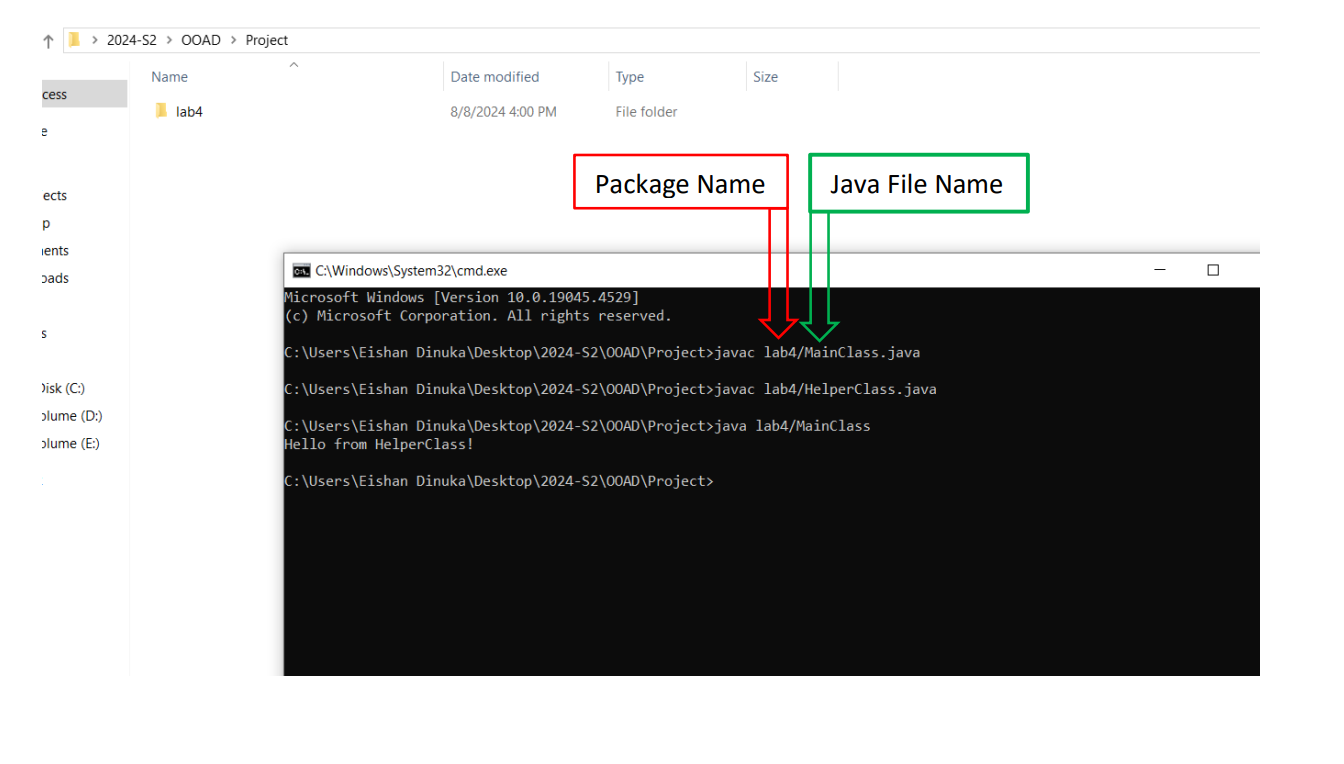 2024-S2 > OOAD > Project
Name Date modified Type Size
cess
lab4 8/8/2024 4:00 PM File folder
e
Package Name Java File Name
ects
p
ents
oads
C:\Windows\System32\cmd.exe
Microsoft Windows [Version 10.0.19045.4529]
(c) Microsoft Corporation. All rights reserved.
s
C:\Users\Eishan Dinuka\Desktop\2024-S2\OOAD\Project>javac lab4/MainClass.java
Disk (C:)
C:\Users\Eishan Dinuka\Desktop\2024-S2\OOAD\Project>javac lab4/HelperClass.java
olume (D:)
C:\Users\Eishan Dinuka\Desktop\2024-S2\OOAD\Project>java lab4/MainClass
Hello from HelperClass!
olume (E:)
C:\Users\Eishan Dinuka\Desktop\2024-S2\OOAD\Project>